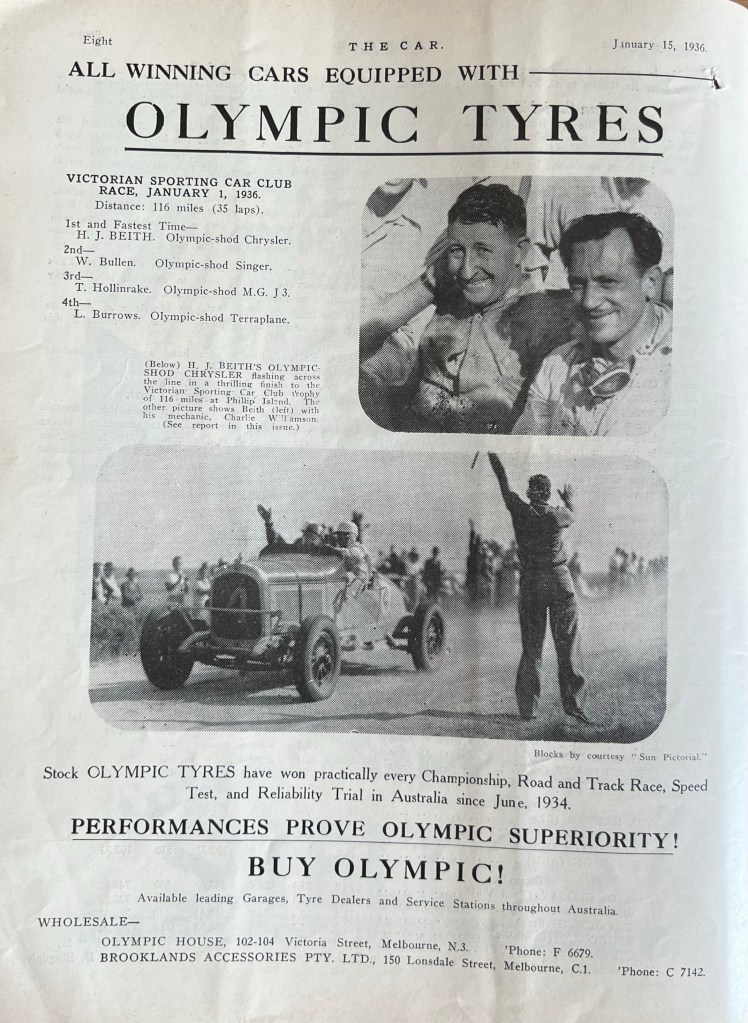 Eight
THE CAR.
January 15, 1936.
ALL WINNING CARS EQUIPPED WITH
OLYMPIC TYRES
VICTORIAN SPORTING CAR CLUB
RACE, JANUARY 1, 1936.
Distance: 116 miles (35 laps).
1st and Fastest Time—
H. J. BEITH. Olympic-shod Chrysler.
2nd—
W. Bullen. Olympic-shod Singer.
3rd—
T. Hollinrake. Olympic-shod M.G. J3.
4th—
L. Burrows. Olympic-shod Terraplane.
(Below) H. J. BEITH'S OLYMPIC-
SHOD CHRYSLER flashing across
the line in a thrilling finish to the
Victorian Sporting Car Club trophy
of 116 miles at Phillip Island. The
other picture shows Beith (left) with
his mechanic, Charlie Williamson.
(See report in this issue.)
4
Blocks by courtesy "Sun Pictorial."
Stock OLYMPIC TYRES have won practically every Championship, Road and Track Race, Speed
Test, and Reliability Trial in Australia since June, 1934.
PERFORMANCES PROVE OLYMPIC SUPERIORITY!
BUY OLYMPIC!
Available leading Garages, Tyre Dealers and Service Stations throughout Australia.
WHOLESALE—
OLYMPIC HOUSE, 102-104 Victoria Street, Melbourne, N.3. 'Phone: F 6679.
BROOKLANDS ACCESSORIES PTY. LTD., 150 Lonsdale Street, Melbourne, C.1. 'Phone: C 7142.